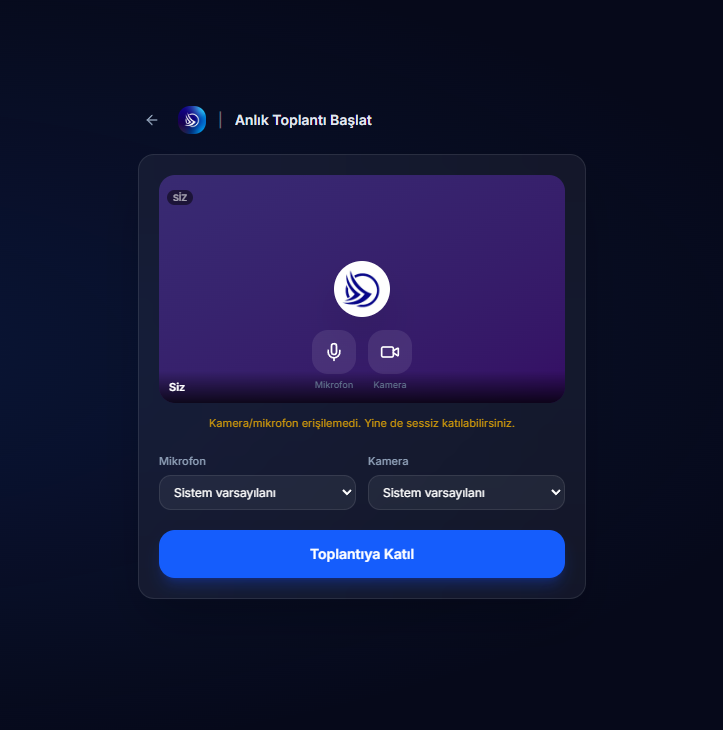 Anlık Toplantı Başlat
siz
Mikrofon
Kamera
Siz
Kamera/mikrofon erişilemedi. Yine de sessiz katılabilirsiniz.
Mikrofon
Kamera
Sistem varsayılanı
Sistem varsayılanı
Toplantıya Katıl